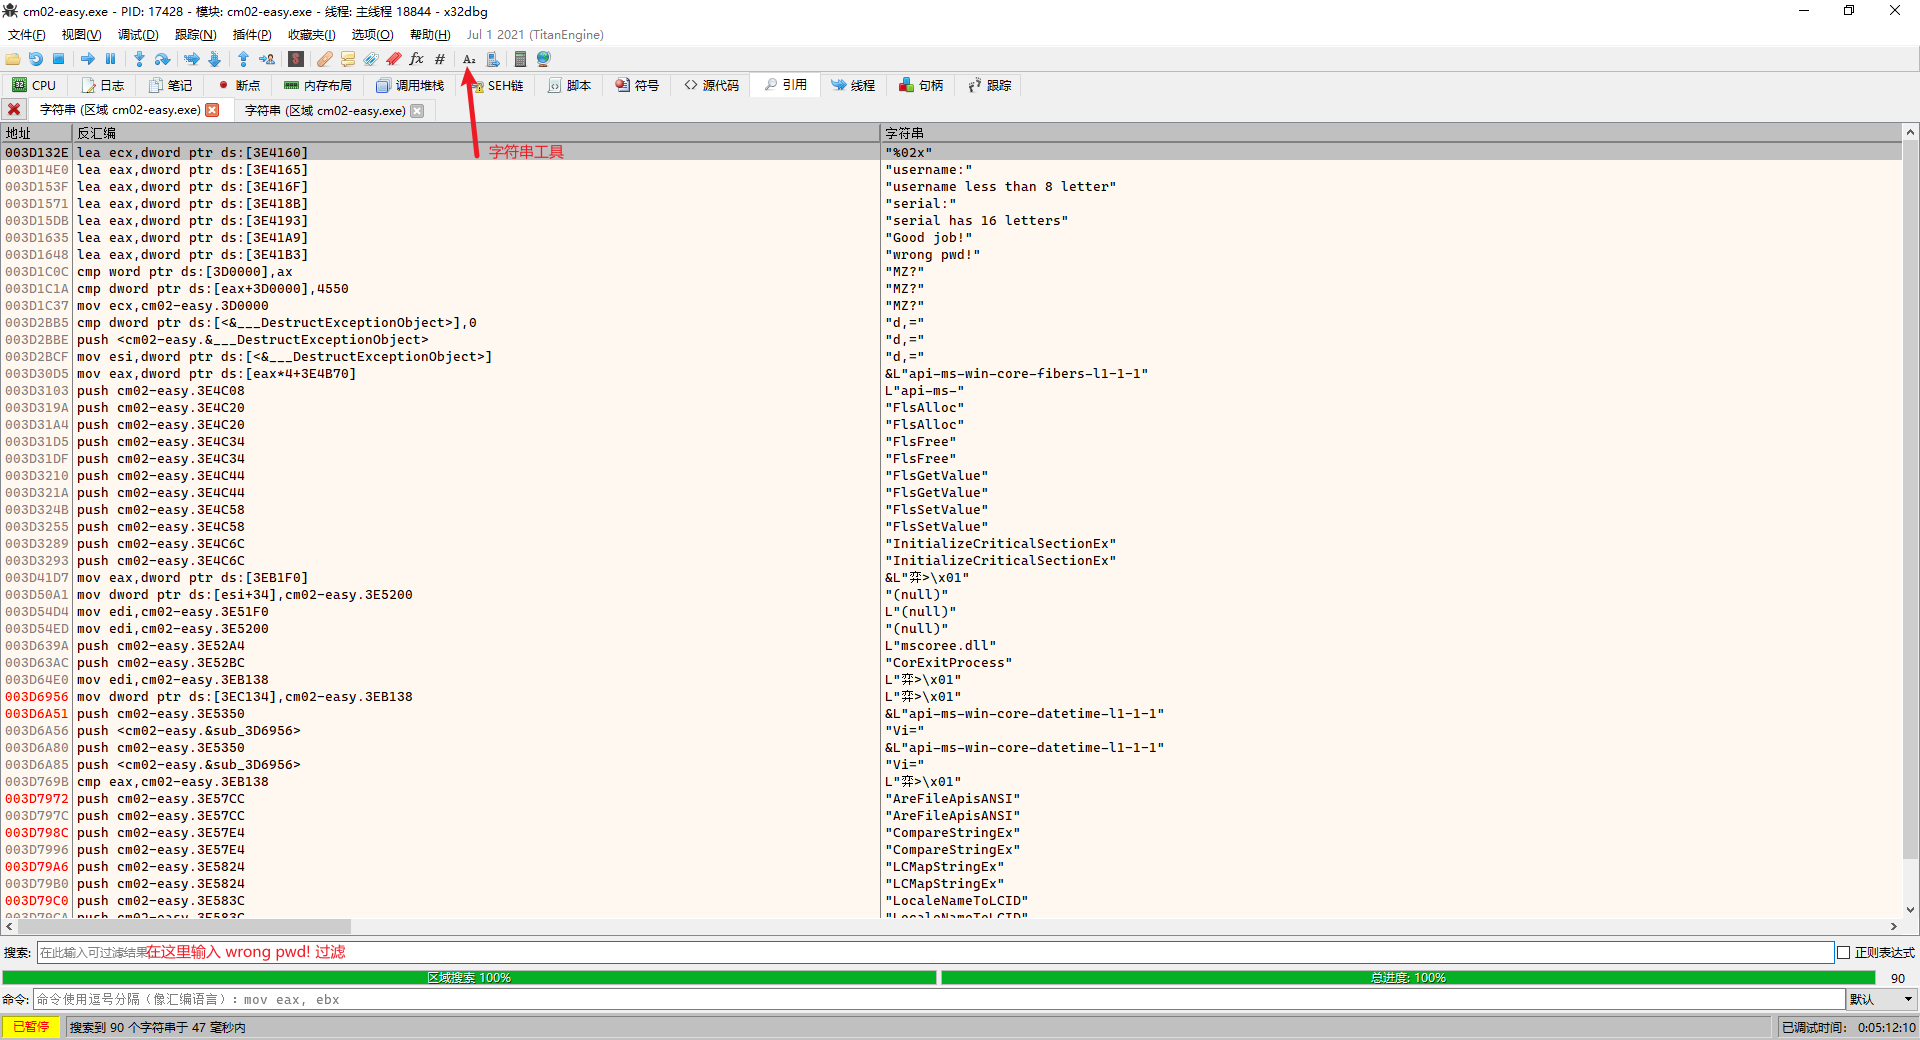 cm02-easy.exe - PID: 17428 - 模块: cm02-easy.exe - 线程: 主线程 18844 - x32dbg
文件(F) 视图(V) 调试(D) 跟踪(N) 插件(P) 收藏夹(I) 选项(O) 帮助(H) Jul 1 2021 (TitanEngine)
CPU 日志 笔记 断点 内存布局 调用堆栈 SEH链 脚本 符号 源代码 引用 线程 句柄 跟踪
字符串 (区域 cm02-easy.exe) 字符串 (区域 cm02-easy.exe)
地址 反汇编 字符串
字符串工具
003D132E lea ecx,dword ptr ds:[3E4160] "%02x"
003D14E0 lea eax,dword ptr ds:[3E4165] "username:"
003D153F lea eax,dword ptr ds:[3E416F] "username less than 8 letter"
003D1571 lea eax,dword ptr ds:[3E418B] "serial:"
003D15DB lea eax,dword ptr ds:[3E4193] "serial has 16 letters"
003D1635 lea eax,dword ptr ds:[3E41A9] "Good job!"
003D1648 lea eax,dword ptr ds:[3E41B3] "wrong pwd!"
003D1C0C cmp word ptr ds:[3D0000],ax "MZ?"
003D1C1A cmp dword ptr ds:[eax+3D0000],4550 "MZ?"
003D1C37 mov ecx,cm02-easy.3D0000 "MZ?"
003D2BB5 cmp dword ptr ds:[<&___DestructExceptionObject>],0 "d,="
003D2BBE push <cm02-easy.&___DestructExceptionObject> "d,="
003D2BCF mov esi,dword ptr ds:[<&___DestructExceptionObject>] "d,="
003D30D5 mov eax,dword ptr ds:[eax*4+3E4B70] &L"api-ms-win-core-fibers-l1-1-1"
003D3103 push cm02-easy.3E4C08 L"api-ms-"
003D319A push cm02-easy.3E4C20 "FlsAlloc"
003D31A4 push cm02-easy.3E4C20 "FlsAlloc"
003D31D5 push cm02-easy.3E4C34 "FlsFree"
003D31DF push cm02-easy.3E4C34 "FlsFree"
003D3210 push cm02-easy.3E4C44 "FlsGetValue"
003D321A push cm02-easy.3E4C44 "FlsGetValue"
003D324B push cm02-easy.3E4C58 "FlsSetValue"
003D3255 push cm02-easy.3E4C58 "FlsSetValue"
003D3289 push cm02-easy.3E4C6C "InitializeCriticalSectionEx"
003D3293 push cm02-easy.3E4C6C "InitializeCriticalSectionEx"
003D41D7 mov eax,dword ptr ds:[3EB1F0] &L"弈>\x01"
003D50A1 mov dword ptr ds:[esi+34],cm02-easy.3E5200 "(null)"
003D54D4 mov edi,cm02-easy.3E51F0 L"(null)"
003D54ED mov edi,cm02-easy.3E5200 "(null)"
003D639A push cm02-easy.3E52A4 L"mscoree.dll"
003D63AC push cm02-easy.3E52BC "CorExitProcess"
003D64E0 mov edi,cm02-easy.3EB138 L"弈>\x01"
003D6956 mov dword ptr ds:[3EC134],cm02-easy.3EB138 L"弈>\x01"
003D6A51 push cm02-easy.3E5350 &L"api-ms-win-core-datetime-l1-1-1"
003D6A56 push <cm02-easy.&sub_3D6956> "Vi="
003D6A80 push cm02-easy.3E5350 &L"api-ms-win-core-datetime-l1-1-1"
003D6A85 push <cm02-easy.&sub_3D6956> "Vi="
003D769B cmp eax,cm02-easy.3EB138 L"弈>\x01"
003D7972 push cm02-easy.3E57CC "AreFileApisANSI"
003D797C push cm02-easy.3E57CC "AreFileApisANSI"
003D798C push cm02-easy.3E57E4 "CompareStringEx"
003D7996 push cm02-easy.3E57E4 "CompareStringEx"
003D79A6 push cm02-easy.3E5824 "LCMapStringEx"
003D79B0 push cm02-easy.3E5824 "LCMapStringEx"
003D79C0 push cm02-easy.3E583C "LocaleNameToLCID"
003D79CA push cm02-easy.3E583C "LocaleNameToLCID"
搜索: 在此输入可过滤结果 在这里输入 wrong pwd! 过滤 正则表达式
区域搜索 100% 总进度: 100% 90
命令: 命令使用逗号分隔（像汇编语言）: mov eax, ebx 默认
已暂停 搜索到 90 个字符串于 47 毫秒内 已调试时间: 0:05:12:10